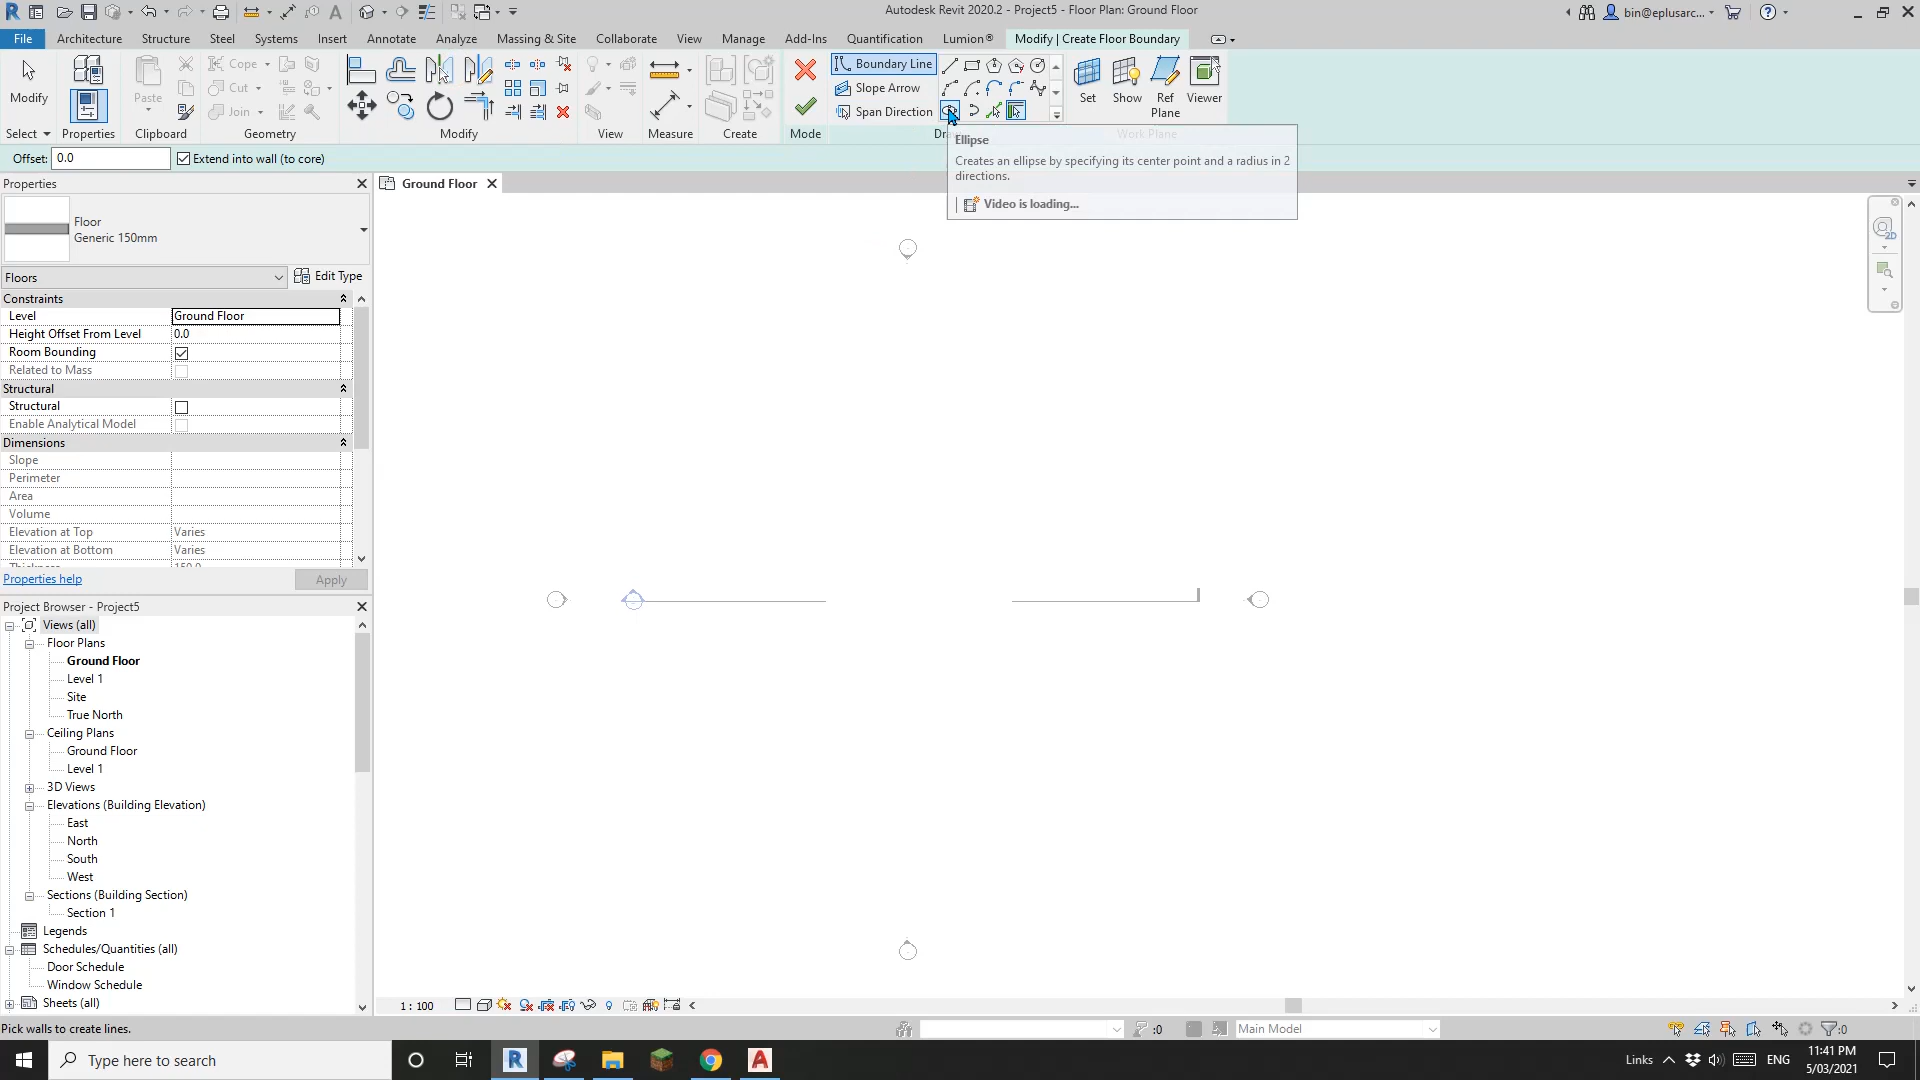 Autodesk Revit 2020.2 - Project5 - Floor Plan: Ground Floor
bin@eplusarc...
File Architecture Structure Steel Systems Insert Annotate Analyze Massing & Site Collaborate View Manage Add-Ins Quantification Lumion® Modify | Create Floor Boundary
Modify
Select
Properties
Paste
Cope
Cut
Join
Clipboard
Geometry
Modify
View
Measure
Create
Mode
Boundary Line
Slope Arrow
Span Direction
Set
Show
Ref
Plane
Viewer
Work Plane
Offset: 0.0 Extend into wall (to core)
Ellipse
Creates an ellipse by specifying its center point and a radius in 2
directions.
Video is loading...
Properties
Ground Floor
Floor
Generic 150mm
Floors
Edit Type
Constraints
Level Ground Floor
Height Offset From Level 0.0
Room Bounding
Related to Mass
Structural
Structural
Enable Analytical Model
Dimensions
Slope
Perimeter
Area
Volume
Elevation at Top Varies
Elevation at Bottom Varies
Thickness 150.0
Properties help
Apply
Project Browser - Project5
Views (all)
Floor Plans
Ground Floor
Level 1
Site
True North
Ceiling Plans
Ground Floor
Level 1
3D Views
Elevations (Building Elevation)
East
North
South
West
Sections (Building Section)
Section 1
Legends
Schedules/Quantities (all)
Door Schedule
Window Schedule
Sheets (all)
2D
1 : 100
Pick walls to create lines.
:0
Main Model
:0
Type here to search
Links
ENG
11:41 PM
5/03/2021